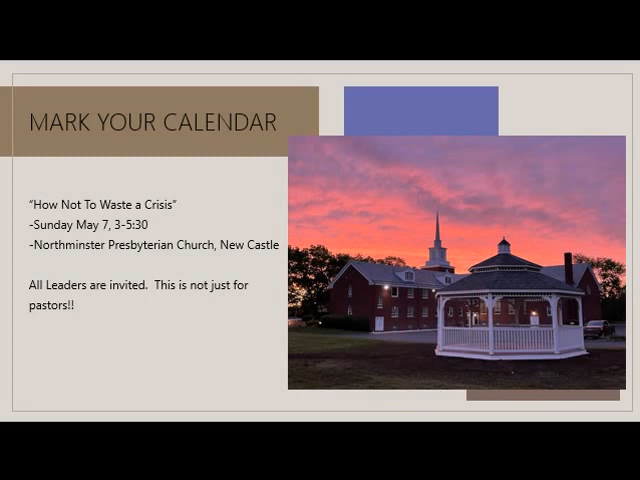 MARK YOUR CALENDAR
“How Not To Waste a Crisis”
-Sunday May 7, 3-5:30
-Northminster Presbyterian Church, New Castle
All Leaders are invited.  This is not just for
pastors!!